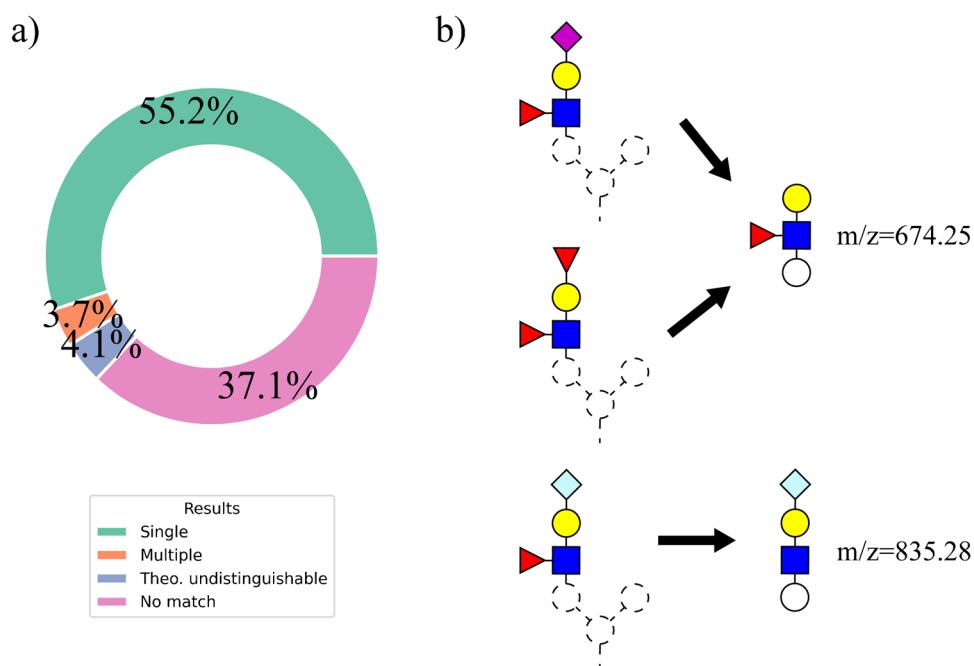 a)
55.2%
3.7%
4.1%
37.1%
Results
Single
Multiple
Theo. undistinguishable
No match
b)
m/z=674.25
m/z=835.28